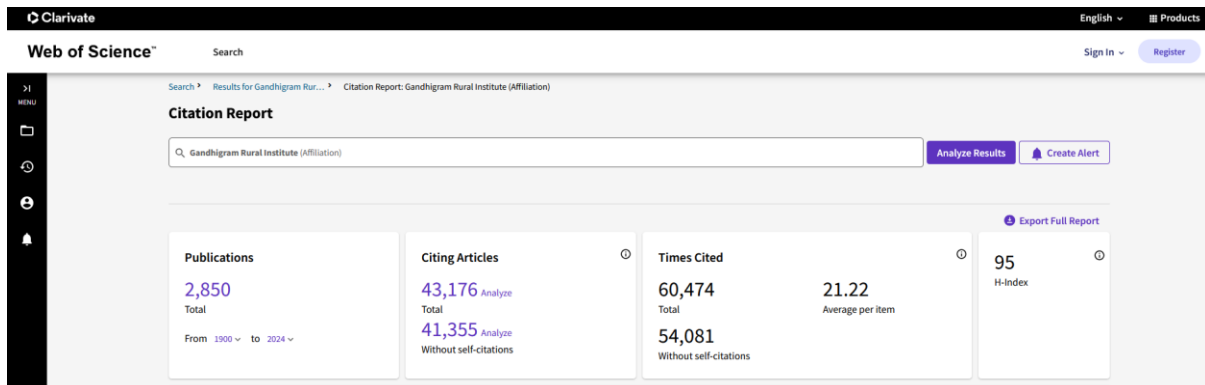 Clarivate
English
Products
Web of Science™
Search
Sign In
Register
MENU
Search > Results for Gandhigram Rur... > Citation Report: Gandhigram Rural Institute (Affiliation)
Citation Report
Gandhigram Rural Institute (Affiliation)
Analyze Results
Create Alert
Export Full Report
Publications
2,850
Total
From 1900 to 2024
Citing Articles
43,176 Analyze
Total
41,355 Analyze
Without self-citations
Times Cited
60,474
Total
54,081
Without self-citations
21.22
Average per item
95
H-Index